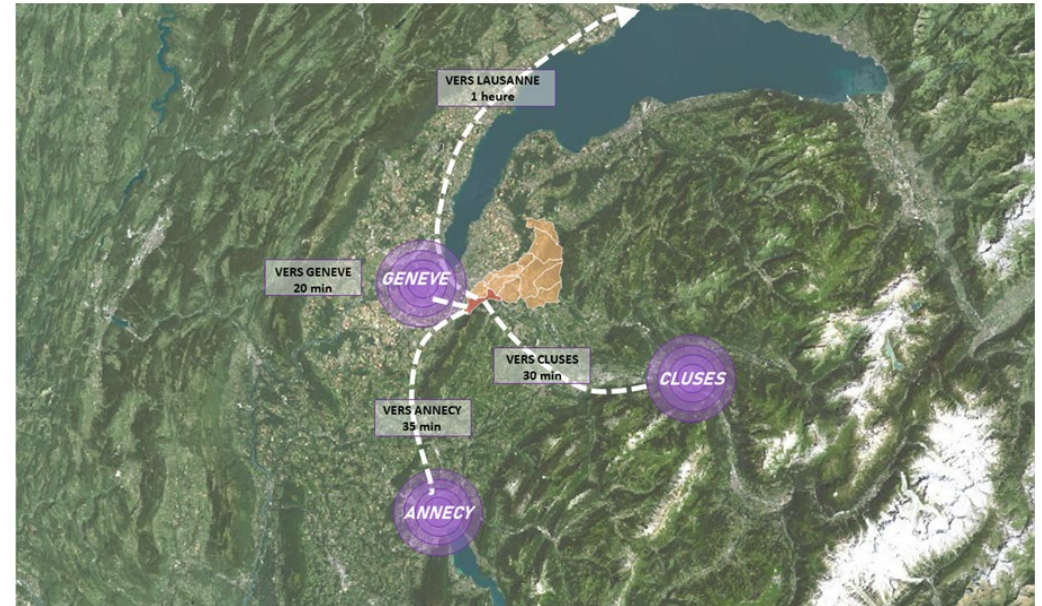 VERS LAUSANNE
1 heure
VERS GENEVE
20 min
GENEVE
VERS CLUSES
30 min
CLUSES
VERS ANNECY
35 min
ANNECY